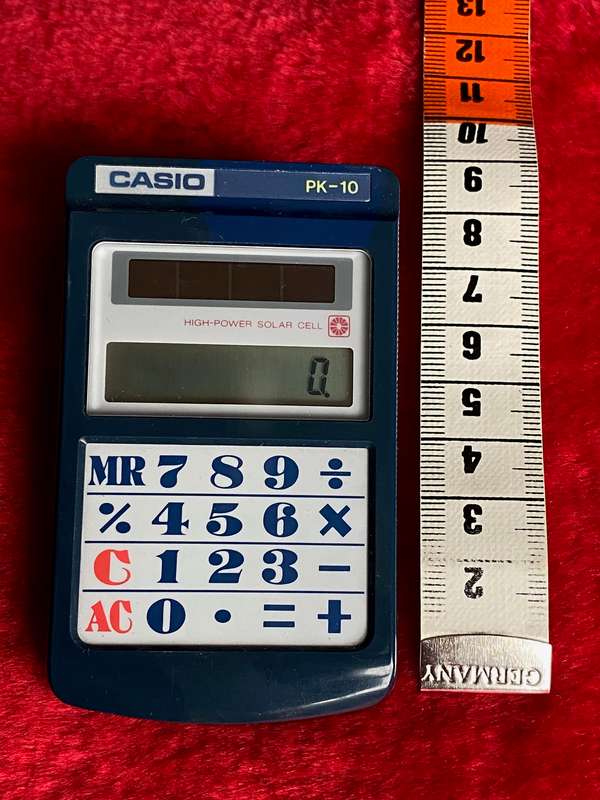 CASIO PK-10
HIGH-POWER SOLAR CELL
0.
MR 7 8 9 ÷
% 4 5 6 ×
C 1 2 3 −
AC 0 . = +
13
12
11
10
9
8
7
6
5
4
3
2
GERMANY